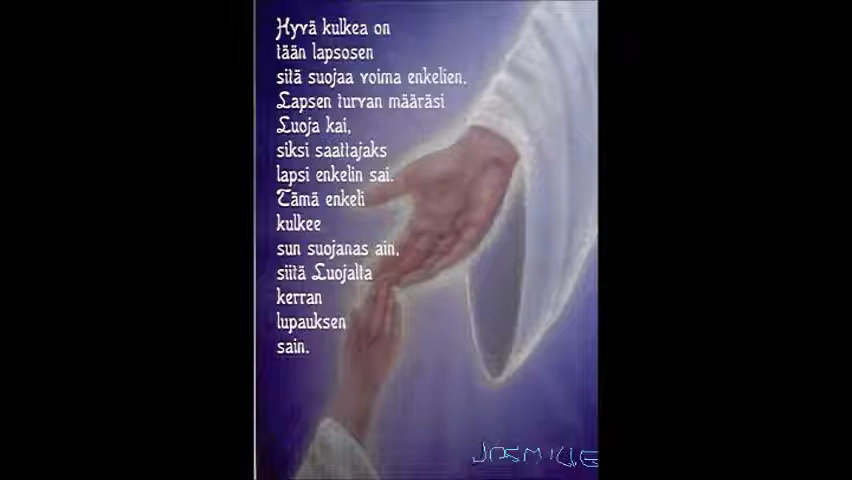 Hyvä kulkea on
tään lapsosen
sitä suojaa voima enkelien.
Lapsen turvan määräsi
Luoja kai,
siksi saattajaks
lapsi enkelin sai.
Tämä enkeli
kulkee
sun suojanas ain,
siitä Luojalta
kerran
lupauksen
sain.